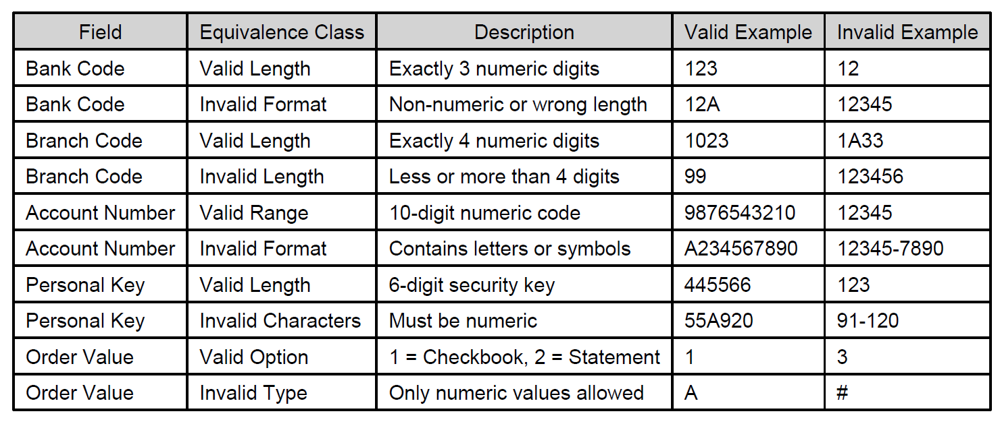 Field Equivalence Class Description Valid Example Invalid Example
Bank Code Valid Length Exactly 3 numeric digits 123 12
Bank Code Invalid Format Non-numeric or wrong length 12A 12345
Branch Code Valid Length Exactly 4 numeric digits 1023 1A33
Branch Code Invalid Length Less or more than 4 digits 99 123456
Account Number Valid Range 10-digit numeric code 9876543210 12345
Account Number Invalid Format Contains letters or symbols A234567890 12345-7890
Personal Key Valid Length 6-digit security key 445566 123
Personal Key Invalid Characters Must be numeric 55A920 91-120
Order Value Valid Option 1 = Checkbook, 2 = Statement 1 3
Order Value Invalid Type Only numeric values allowed A #